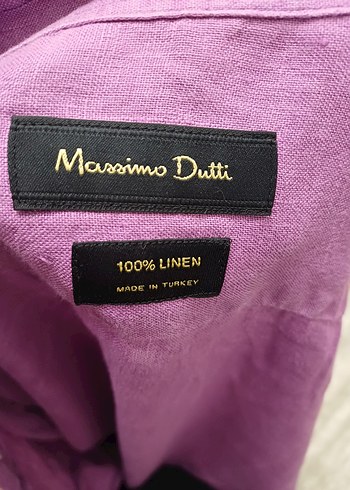 Massimo Dutti
100% LINEN
MADE IN TURKEY